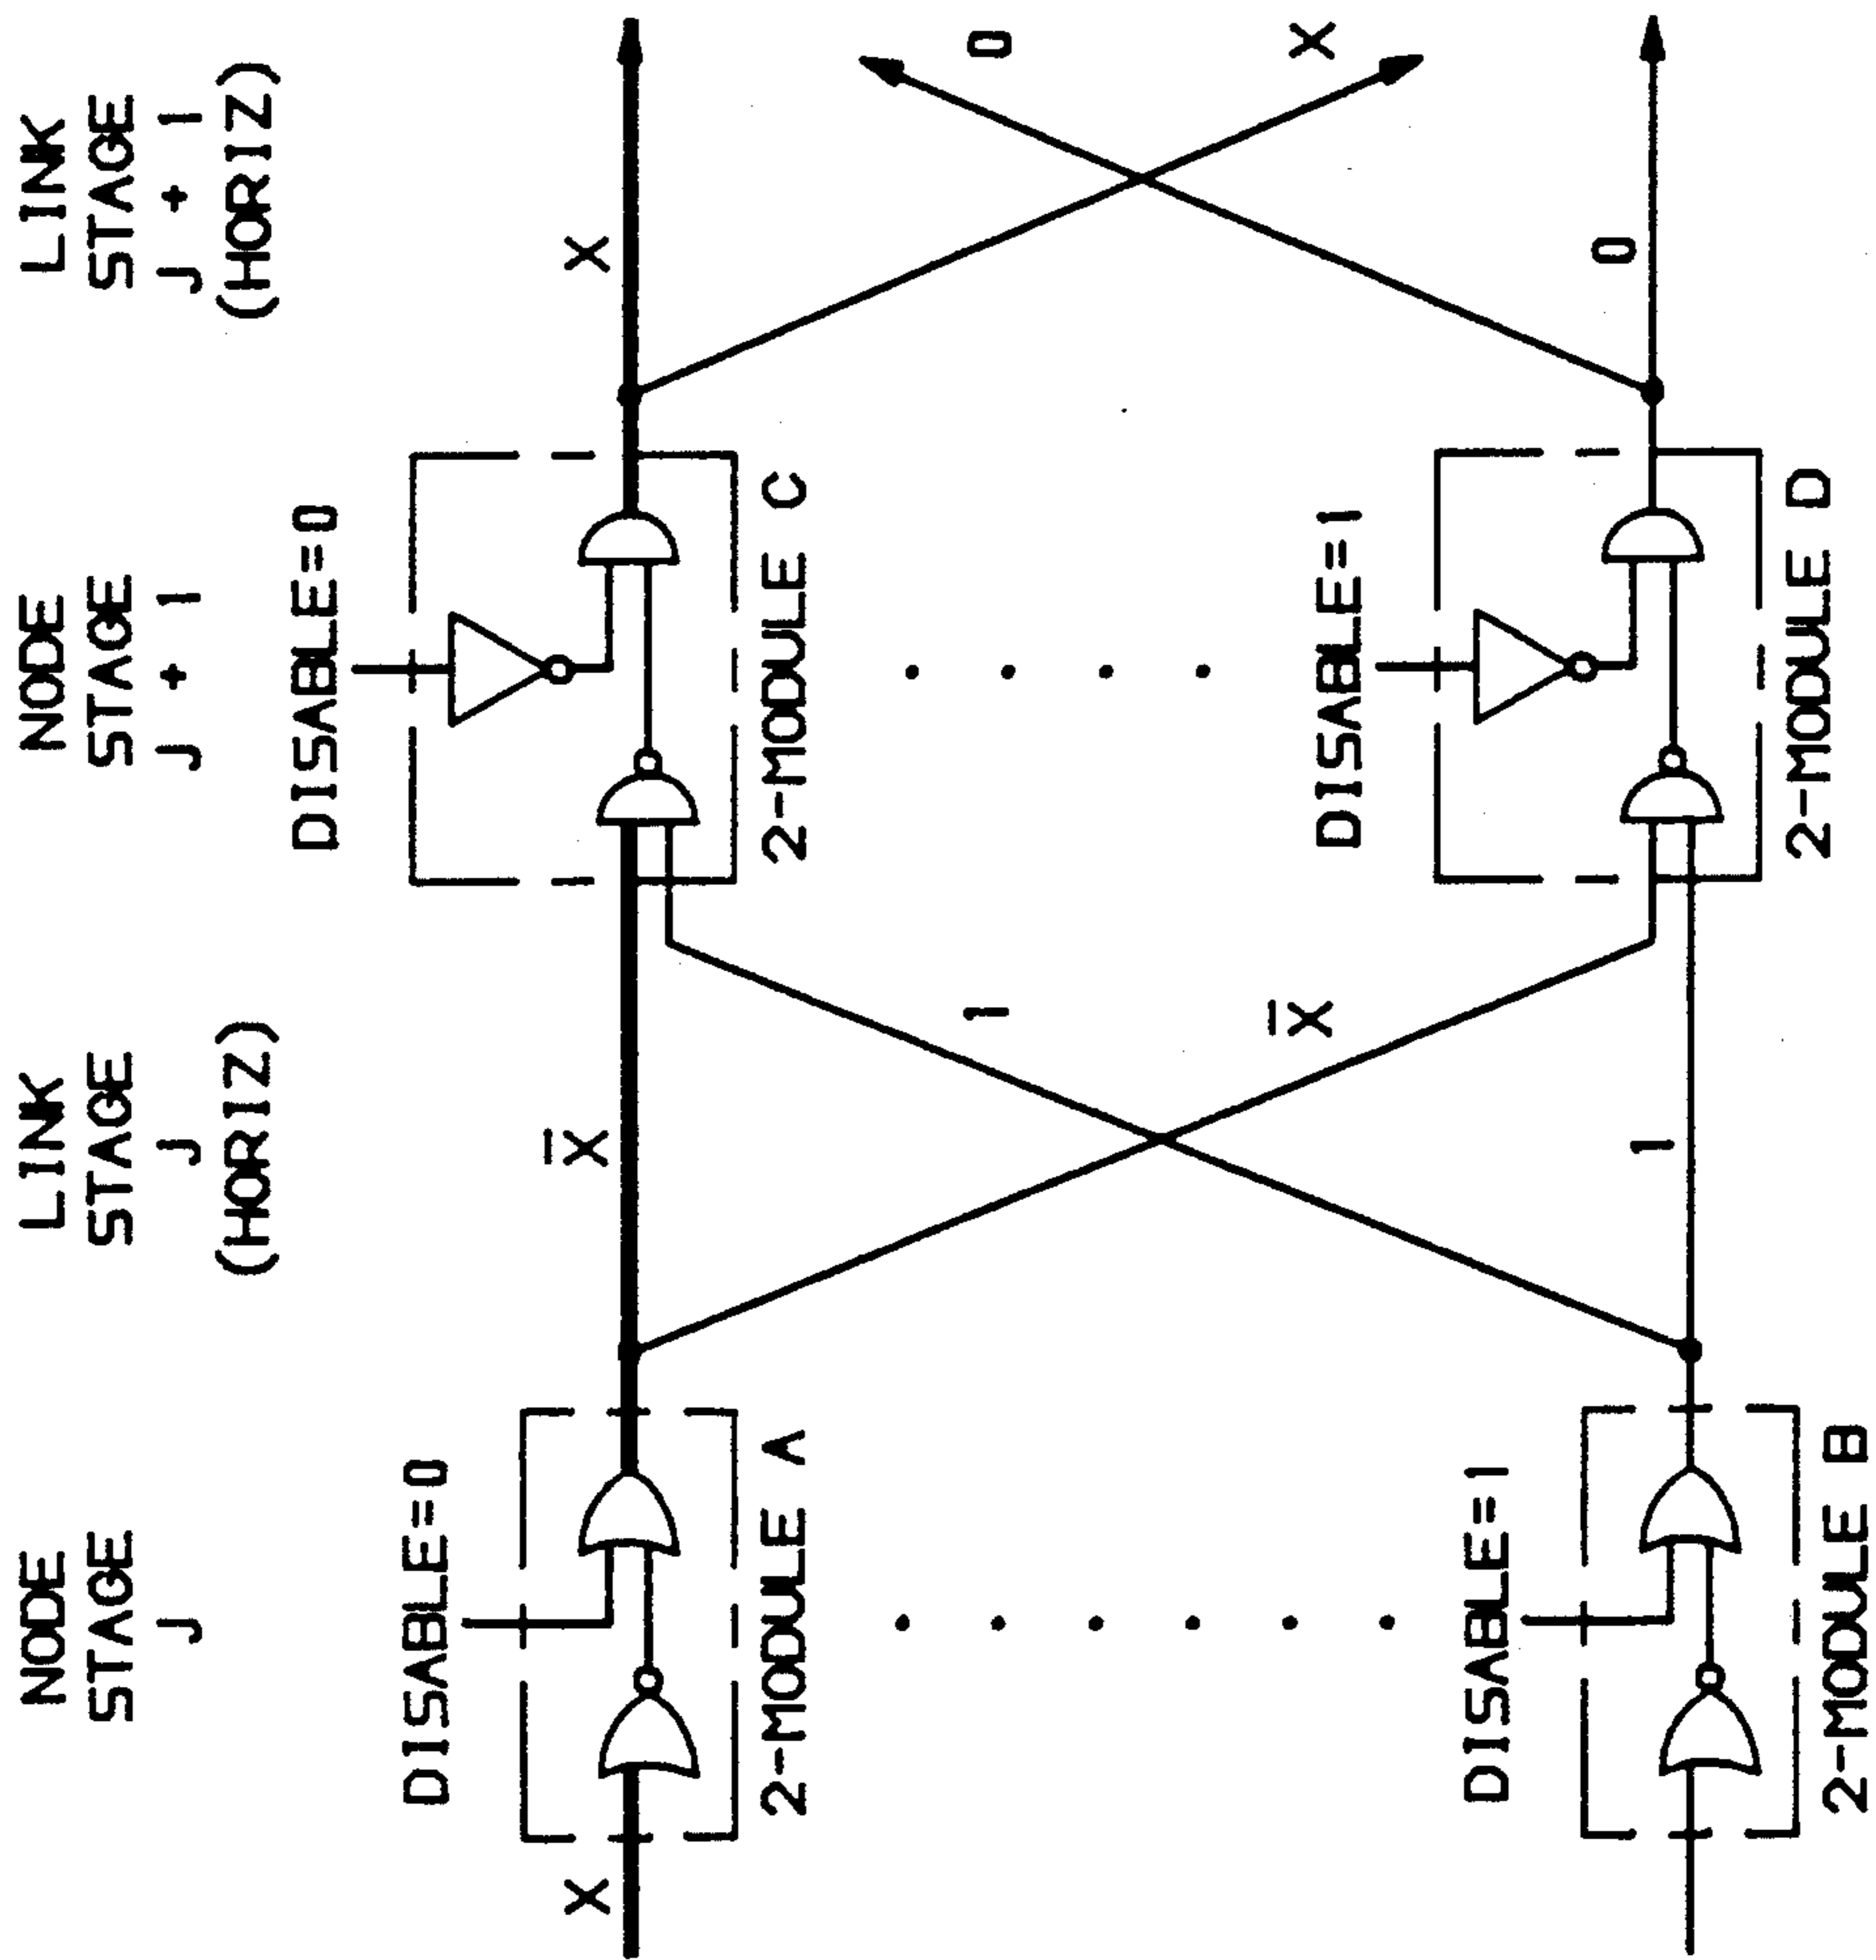 NODE
STAGE
J
LINK
STAGE
J
(HORIZ)
NODE
STAGE
J + 1
LINK
STAGE
J + 1
(HORIZ)
DISABLE=0
X
X̅
2-MODULE A
DISABLE=0
X
2-MODULE C
1
0
X̅
X
DISABLE=1
1
2-MODULE B
DISABLE=1
0
2-MODULE D